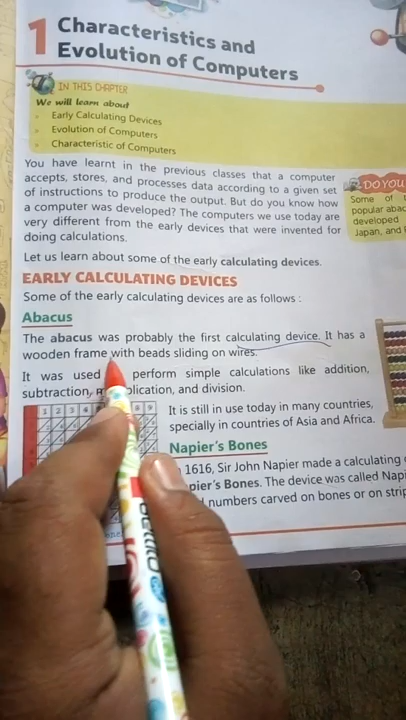 1 Characteristics and
Evolution of Computers
IN THIS CHAPTER
We will learn about
Early Calculating Devices
Evolution of Computers
Characteristic of Computers
You have learnt in the previous classes that a computer
accepts, stores, and processes data according to a given set
of instructions to produce the output. But do you know how
a computer was developed? The computers we use today are
very different from the early devices that were invented for
doing calculations.
DO YOU
Some of
popular abac
developed
Japan, and
Let us learn about some of the early calculating devices.
EARLY CALCULATING DEVICES
Some of the early calculating devices are as follows :
Abacus
The abacus was probably the first calculating device. It has a
wooden frame with beads sliding on wires.
It was used perform simple calculations like addition,
subtraction, plication, and division.
1 2 3 4 8 9
It is still in use today in many countries,
specially in countries of Asia and Africa.
Napier's Bones
1616, Sir John Napier made a calculating
pier's Bones. The device was called Napi
numbers carved on bones or on strip